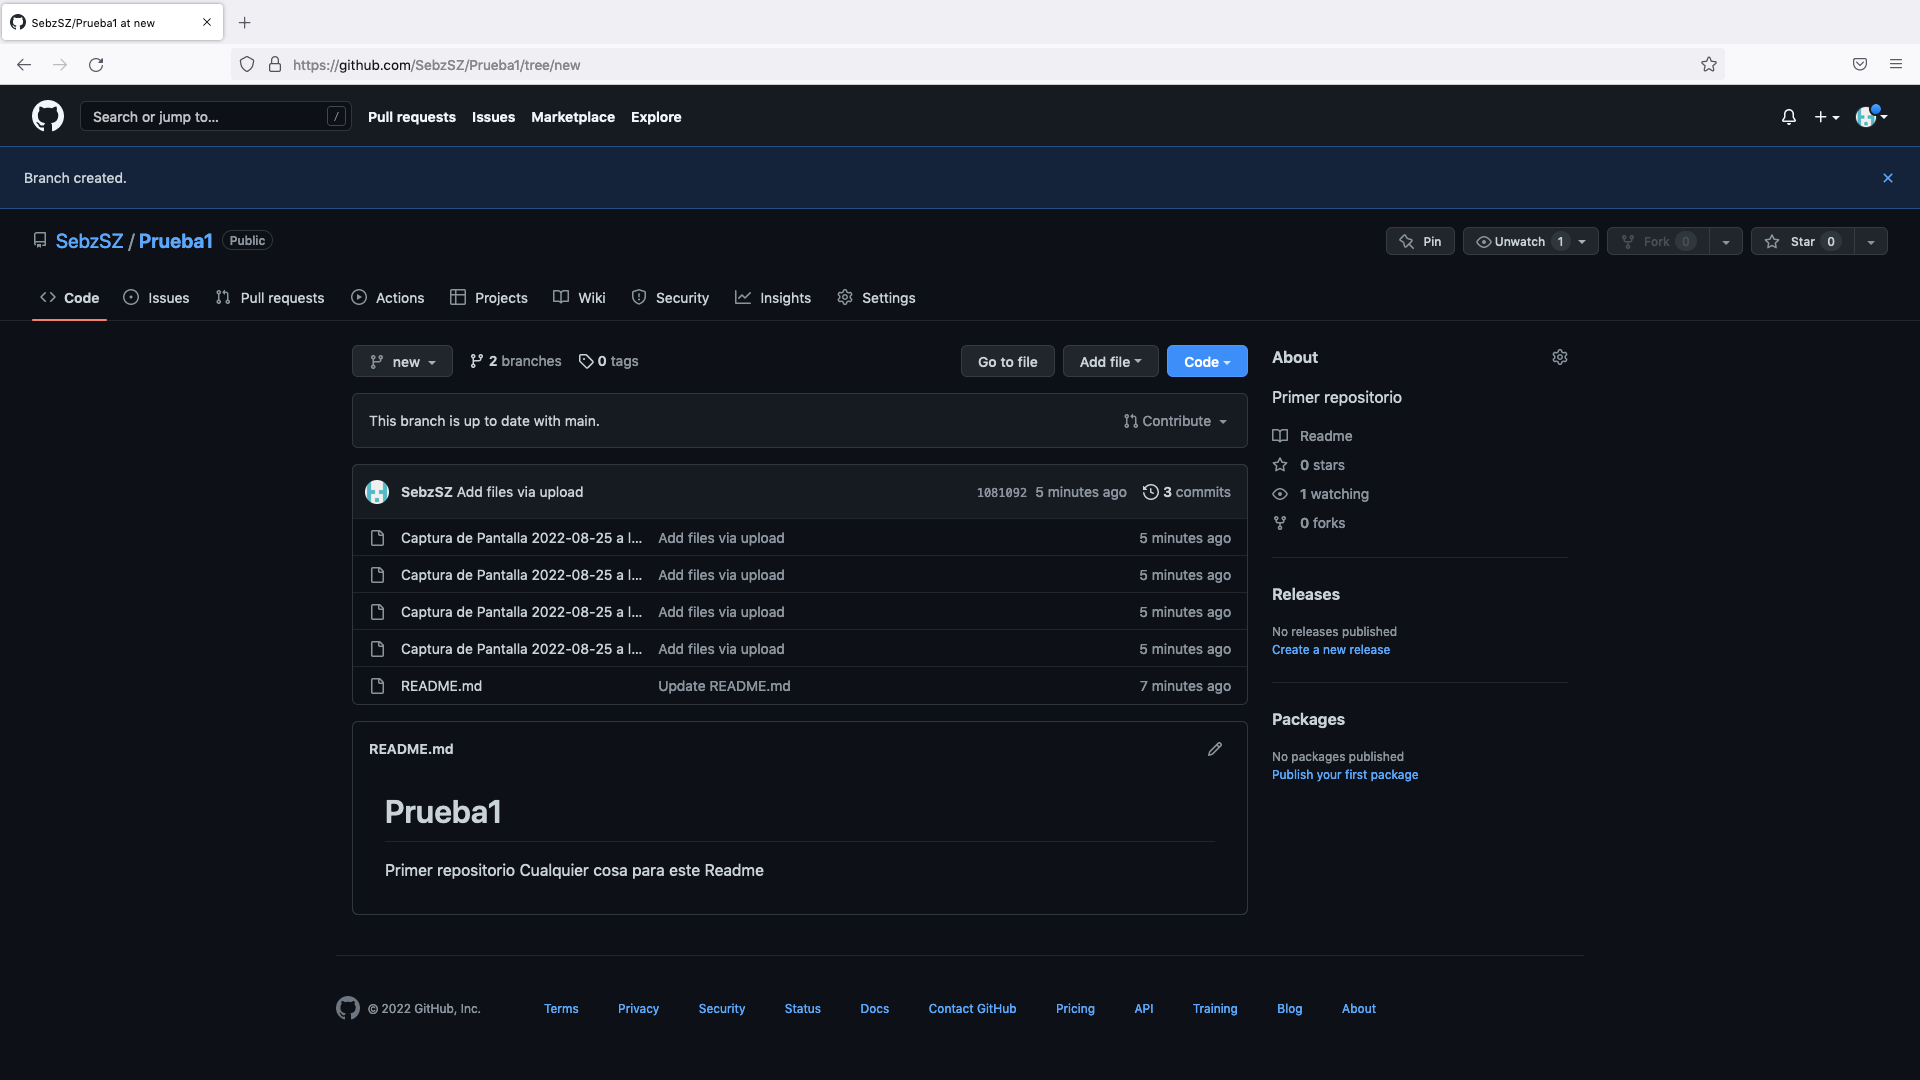 SebzSZ/Prueba1 at new
https://github.com/SebzSZ/Prueba1/tree/new
Search or jump to... /
Pull requests Issues Marketplace Explore
Branch created.
SebzSZ / Prueba1 Public
Pin Unwatch 1 Fork 0 Star 0
Code Issues Pull requests Actions Projects Wiki Security Insights Settings
new 2 branches 0 tags Go to file Add file Code
This branch is up to date with main. Contribute
SebzSZ Add files via upload 1081092 5 minutes ago 3 commits
Captura de Pantalla 2022-08-25 a l... Add files via upload 5 minutes ago
Captura de Pantalla 2022-08-25 a l... Add files via upload 5 minutes ago
Captura de Pantalla 2022-08-25 a l... Add files via upload 5 minutes ago
Captura de Pantalla 2022-08-25 a l... Add files via upload 5 minutes ago
README.md Update README.md 7 minutes ago
README.md
Prueba1
Primer repositorio Cualquier cosa para este Readme
About
Primer repositorio
Readme
0 stars
1 watching
0 forks
Releases
No releases published
Create a new release
Packages
No packages published
Publish your first package
© 2022 GitHub, Inc. Terms Privacy Security Status Docs Contact GitHub Pricing API Training Blog About